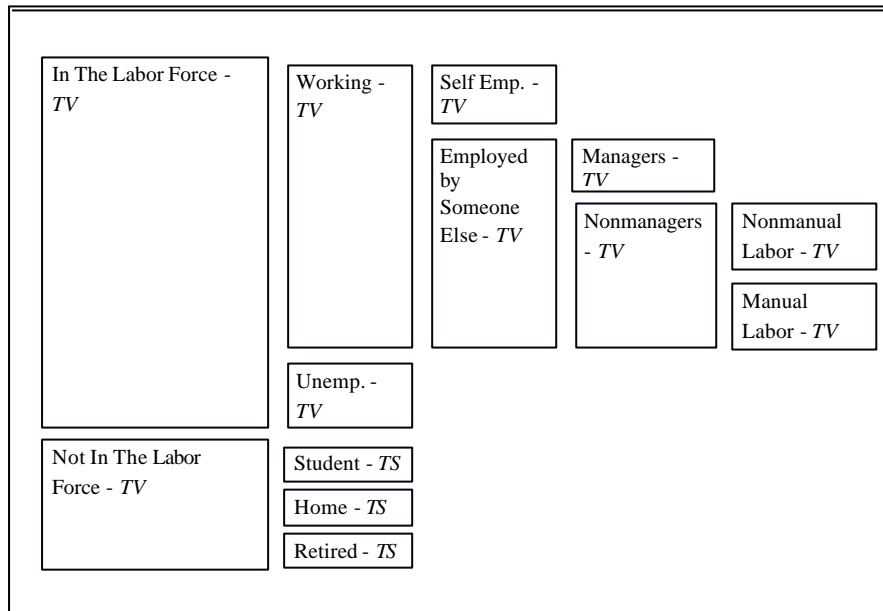 In The Labor Force -
TV
Working -
TV
Self Emp. -
TV
Employed
by
Someone
Else - TV
Managers -
TV
Nonmanagers
- TV
Nonmanual
Labor - TV
Manual
Labor - TV
Unemp. -
TV
Not In The Labor
Force - TV
Student - TS
Home - TS
Retired - TS